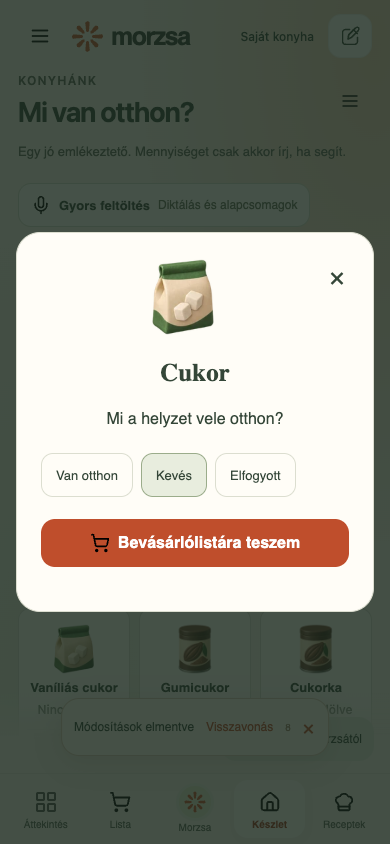 morzsa
Saját konyha
KONYHÁNK
Mi van otthon?
Egy jó emlékeztető. Mennyiséget csak akkor írj, ha segít.
Gyors feltöltés Diktálás és alapcsomagok
Cukor
Mi a helyzet vele otthon?
Van otthon Kevés Elfogyott
Bevásárlólistára teszem
Vaníliás cukor Gumicukor Cukorka
Módosítások elmentve Visszavonás 8
Áttekintés Lista Morzsa Készlet Receptek